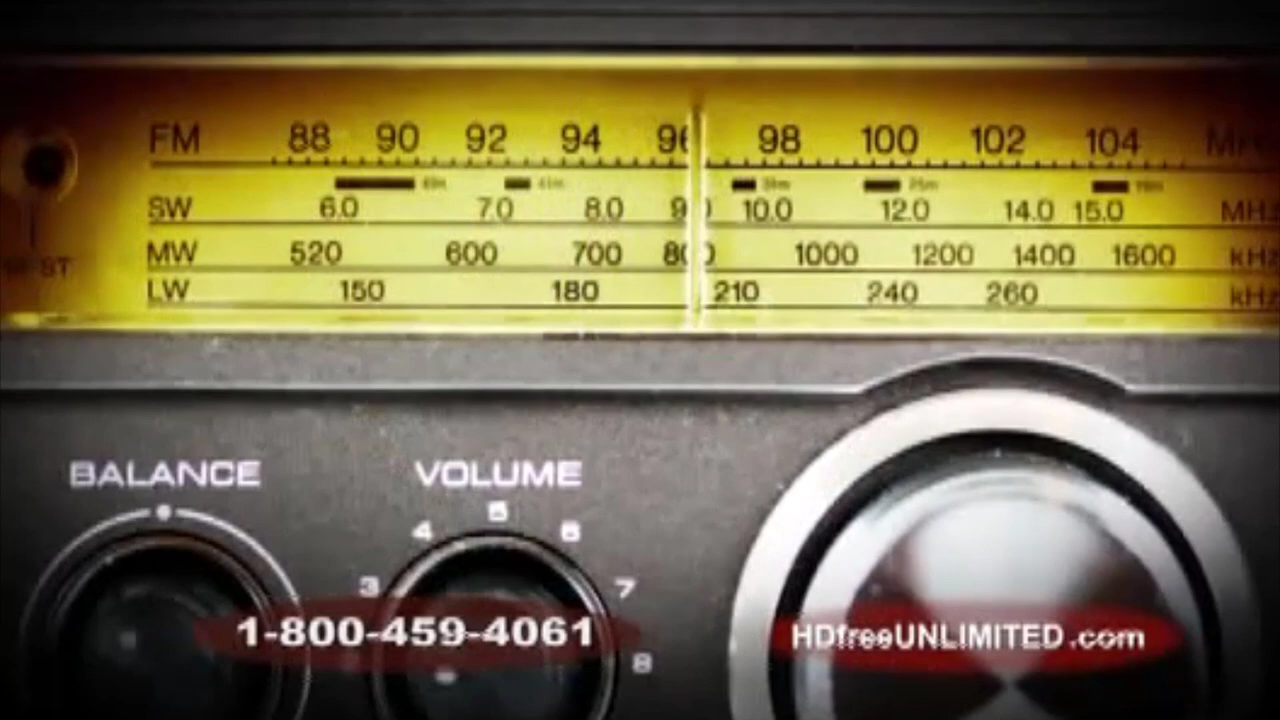 FM 88 90 92 94 96 98 100 102 104
SW 6.0 7.0 8.0 10.0 12.0 14.0 15.0 MHz
MW 520 600 700 800 1000 1200 1400 1600 kHz
LW 150 180 210 240 260 kHz
BALANCE VOLUME
3 4 5 6 7 8
1-800-459-4061 HDfreeUNLIMITED.com